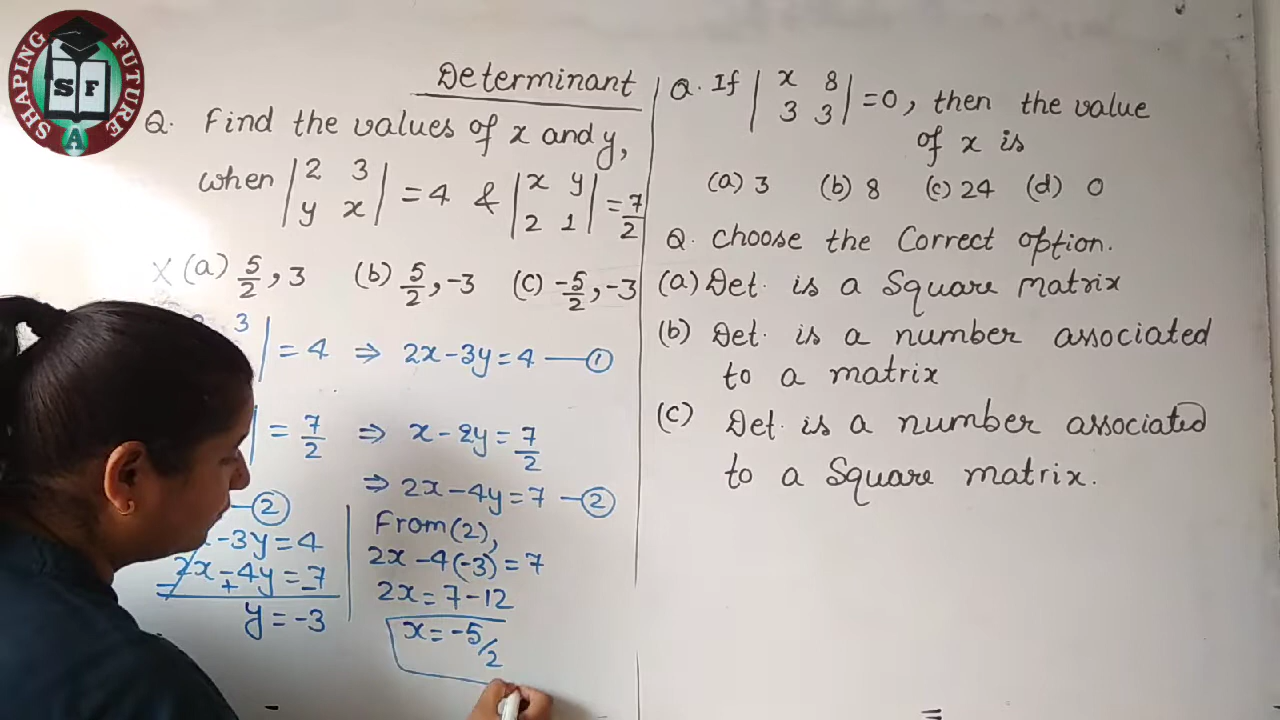 SHAPING FUTURE
S F
A
Determinant
Q. Find the values of x and y,
when |2 3
y x| = 4 & |x y
2 1| = 7/2
X (a) 5/2, 3 (b) 5/2, -3 (c) -5/2, -3
3| = 4 ⇒ 2x-3y=4 —①
| = 7/2 ⇒ x-2y=7/2
⇒ 2x-4y=7 —②
—②
-3y=4
2x-4y=7
+ -
y=-3
From (2),
2x-4(-3)=7
2x=7-12
x=-5/2
Q. If |x 8
3 3| =0, then the value
of x is
(a) 3 (b) 8 (c) 24 (d) 0
Q. Choose the Correct option.
(a) Det. is a Square matrix
(b) Det. is a number associated
to a matrix
(c) Det. is a number associated
to a Square matrix.